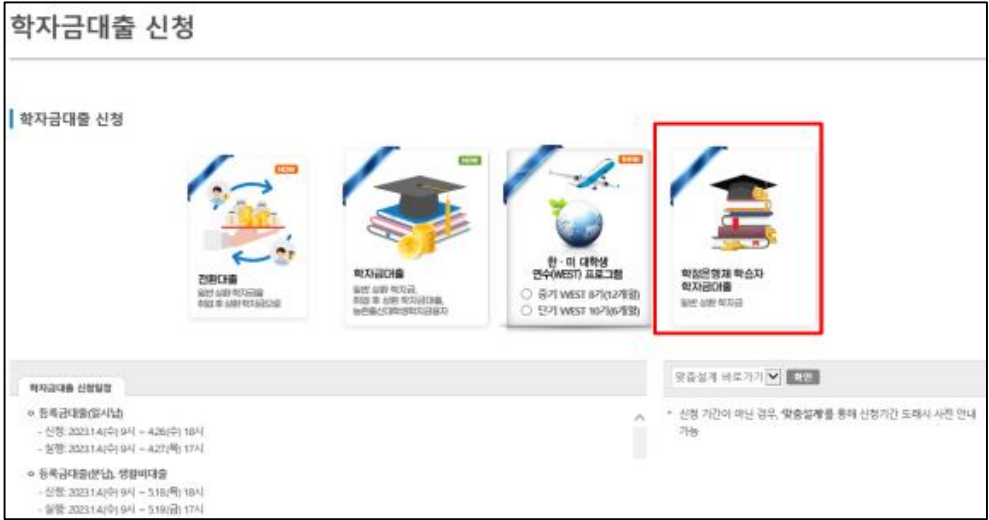 학자금대출 신청
학자금대출 신청
NOW
전환대출
일반 상환 학자금을
취업 후 상환 학자금으로
NOW
학자금대출
일반 상환 학자금,
취업 후 상환 학자금대출,
농촌출신대학생학자금융자
한·미 대학생
연수(WEST) 프로그램
중기 WEST 8기(12개월)
단기 WEST 10기(6개월)
학점은행제 학습자
학자금대출
일반 상환 학자금
학자금대출 신청일정
등록금대출(일시납)
- 신청: 2023.1.4.(수) 9시 ~ 4.26.(수) 18시
- 실행: 2023.1.4.(수) 9시 ~ 4.27.(목) 17시
등록금대출(분납), 생활비대출
- 신청: 2023.1.4.(수) 9시 ~ 5.18.(목) 18시
- 실행: 2023.1.4.(수) 9시 ~ 5.19.(금) 17시
맞춤설계 바로가기 확인
* 신청 기간이 아닌 경우, '맞춤설계'를 통해 신청기간 도래시 사전 안내
가능